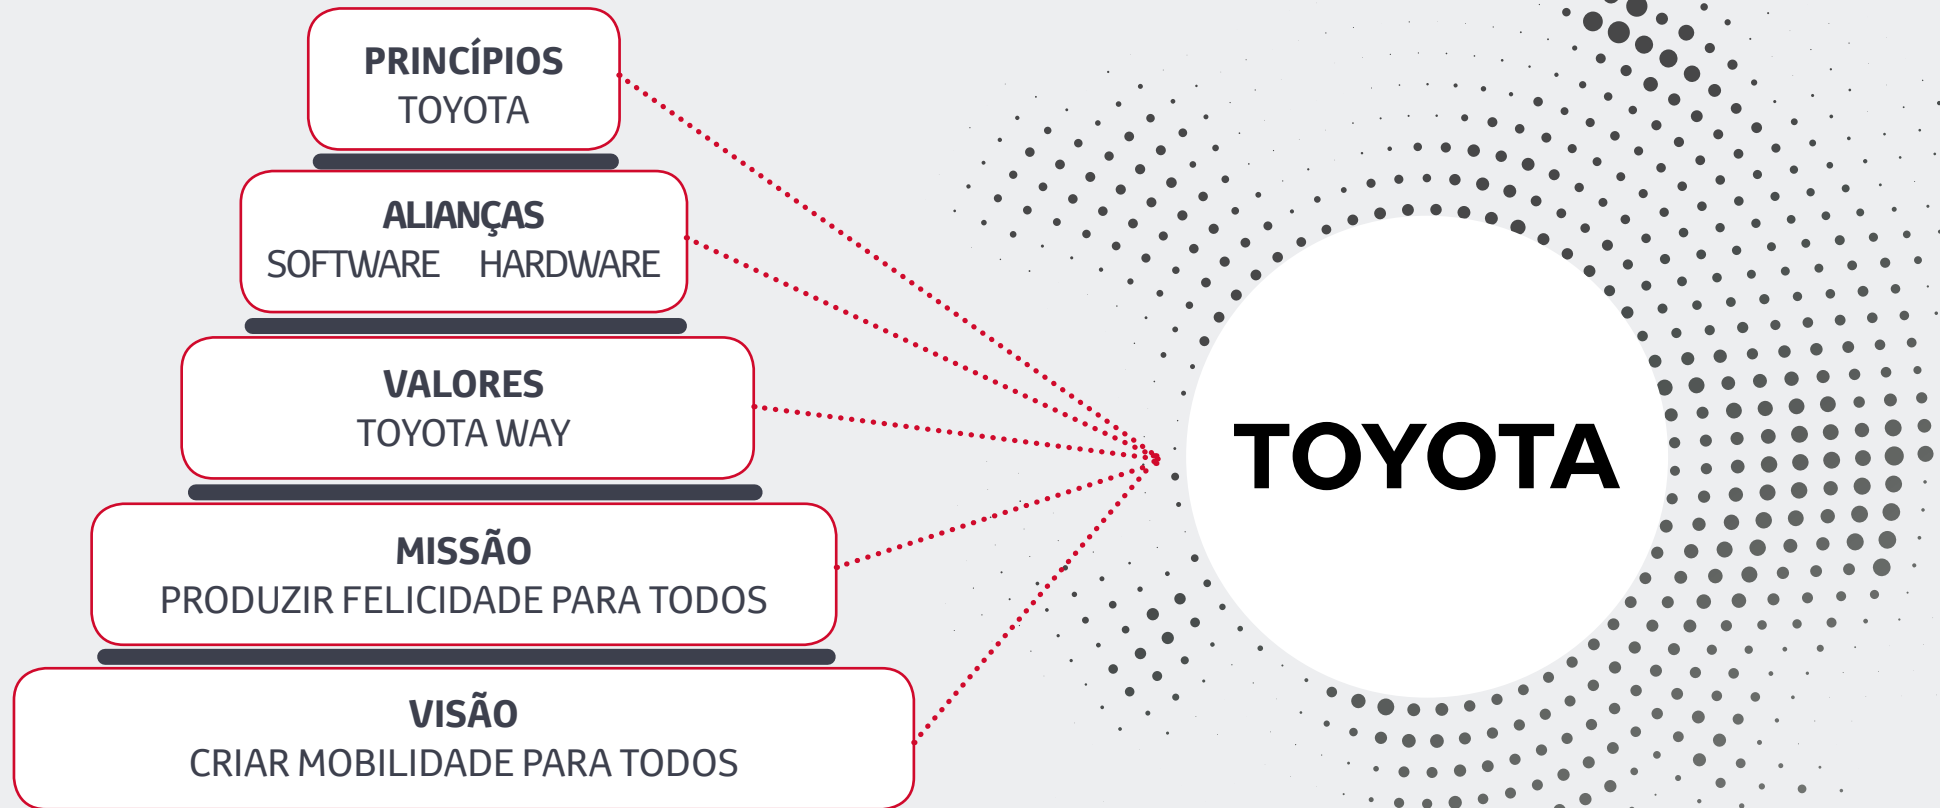 PRINCÍPIOS
TOYOTA
ALIANÇAS
SOFTWARE HARDWARE
VALORES
TOYOTA WAY
MISSÃO
PRODUZIR FELICIDADE PARA TODOS
VISÃO
CRIAR MOBILIDADE PARA TODOS
TOYOTA